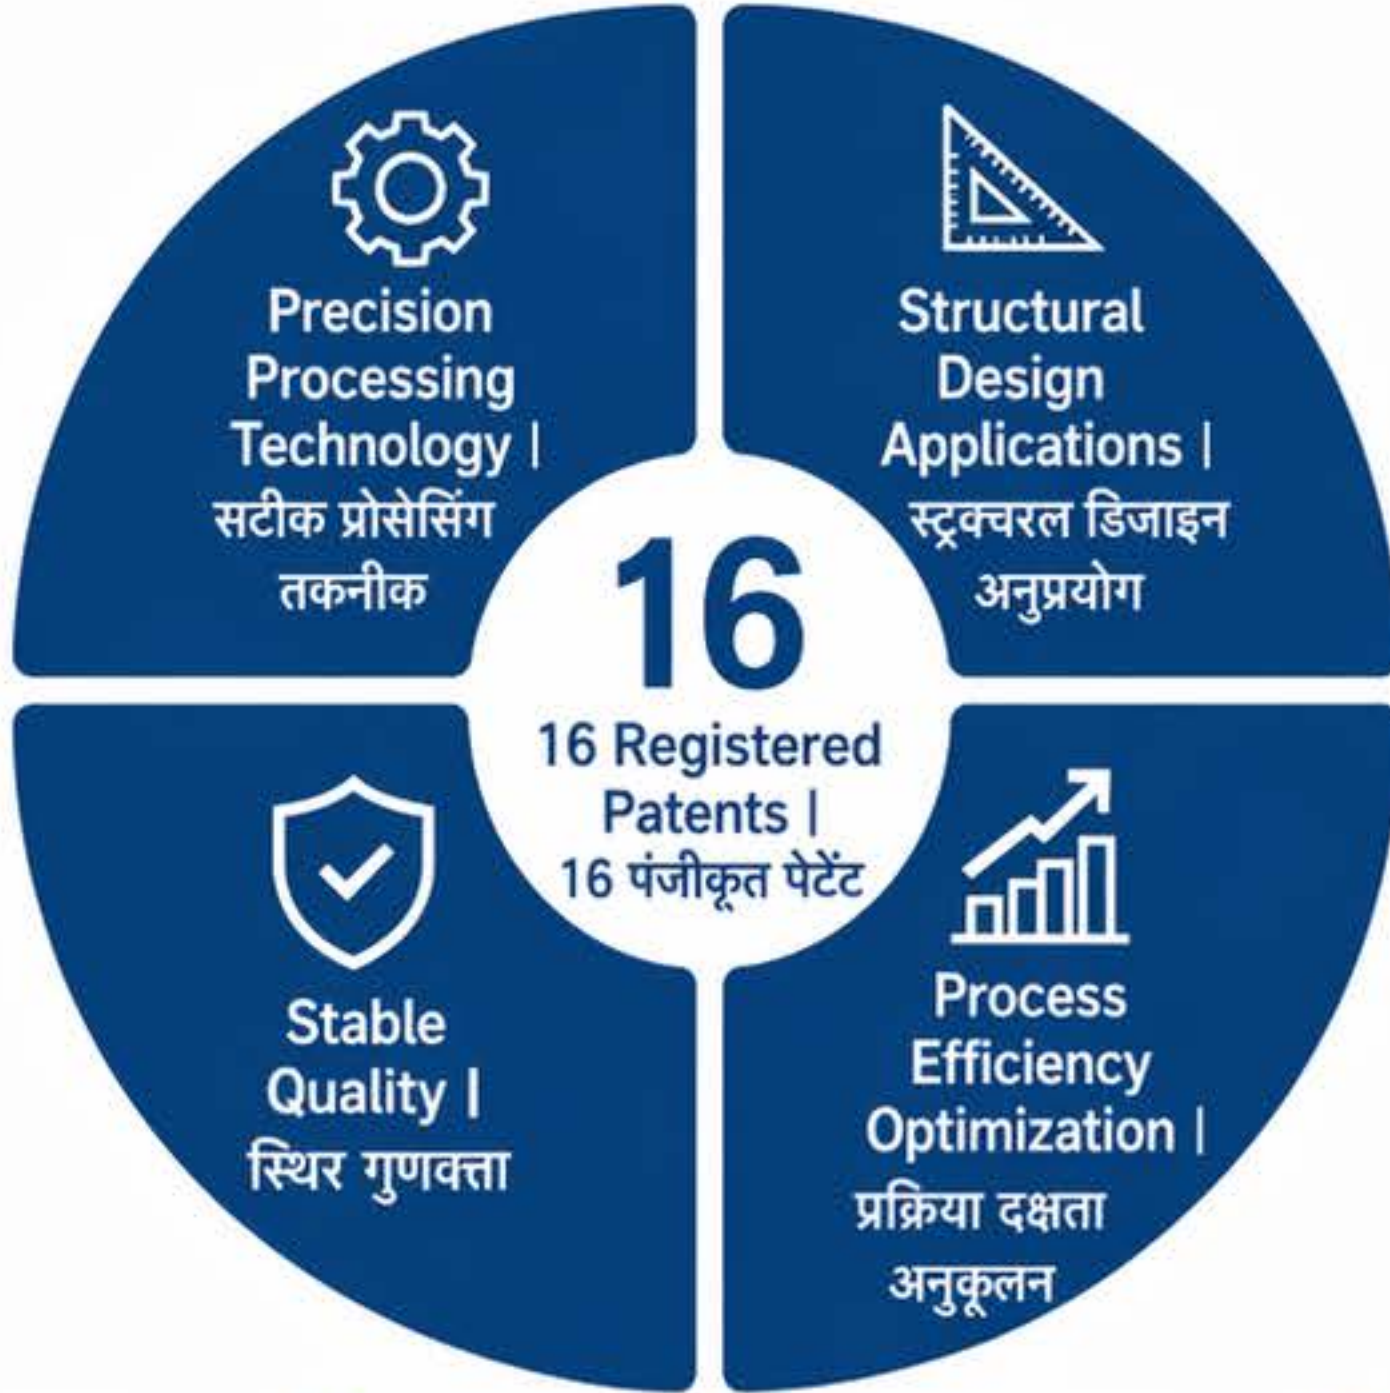 Precision
Processing
Technology |
सटीक प्रोसेसिंग
तकनीक
Structural
Design
Applications |
स्ट्रक्चरल डिजाइन
अनुप्रयोग
16
16 Registered
Patents |
16 पंजीकृत पेटेंट
Stable
Quality |
स्थिर गुणवत्ता
Process
Efficiency
Optimization |
प्रक्रिया दक्षता
अनुकूलन